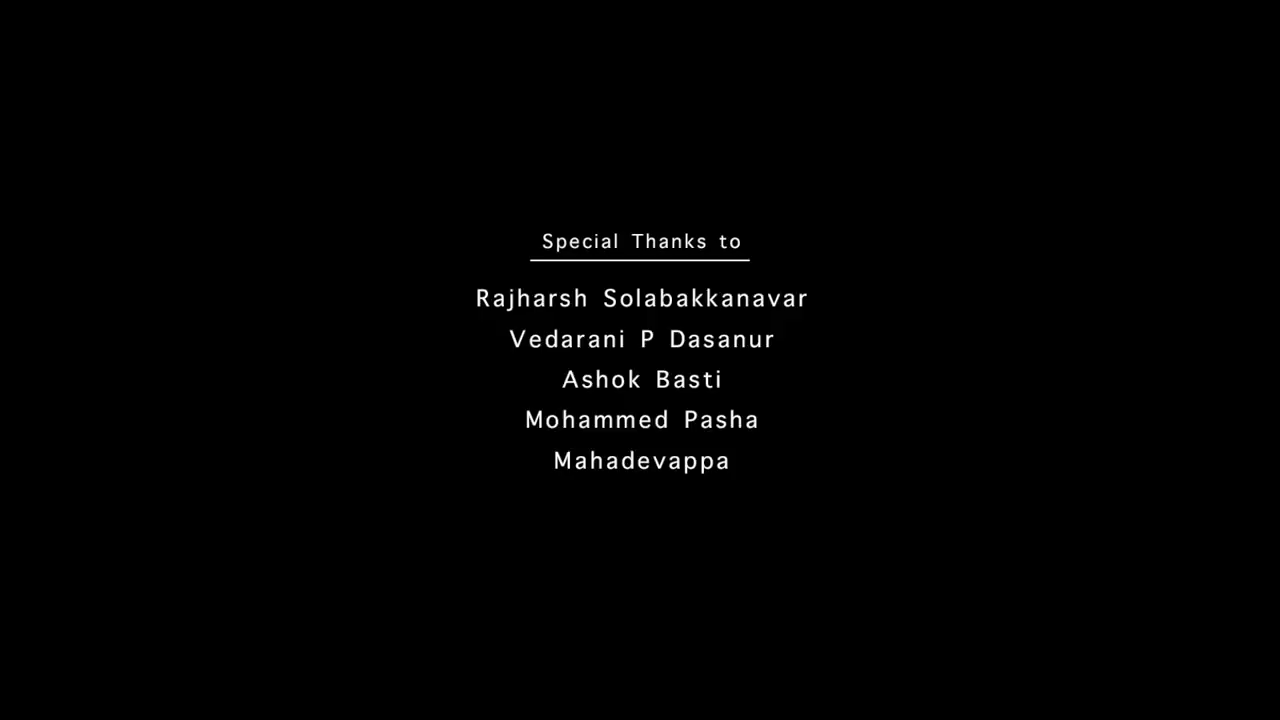 Special Thanks to
Rajharsh Solabakkanavar
Vedarani P Dasanur
Ashok Basti
Mohammed Pasha
Mahadevappa